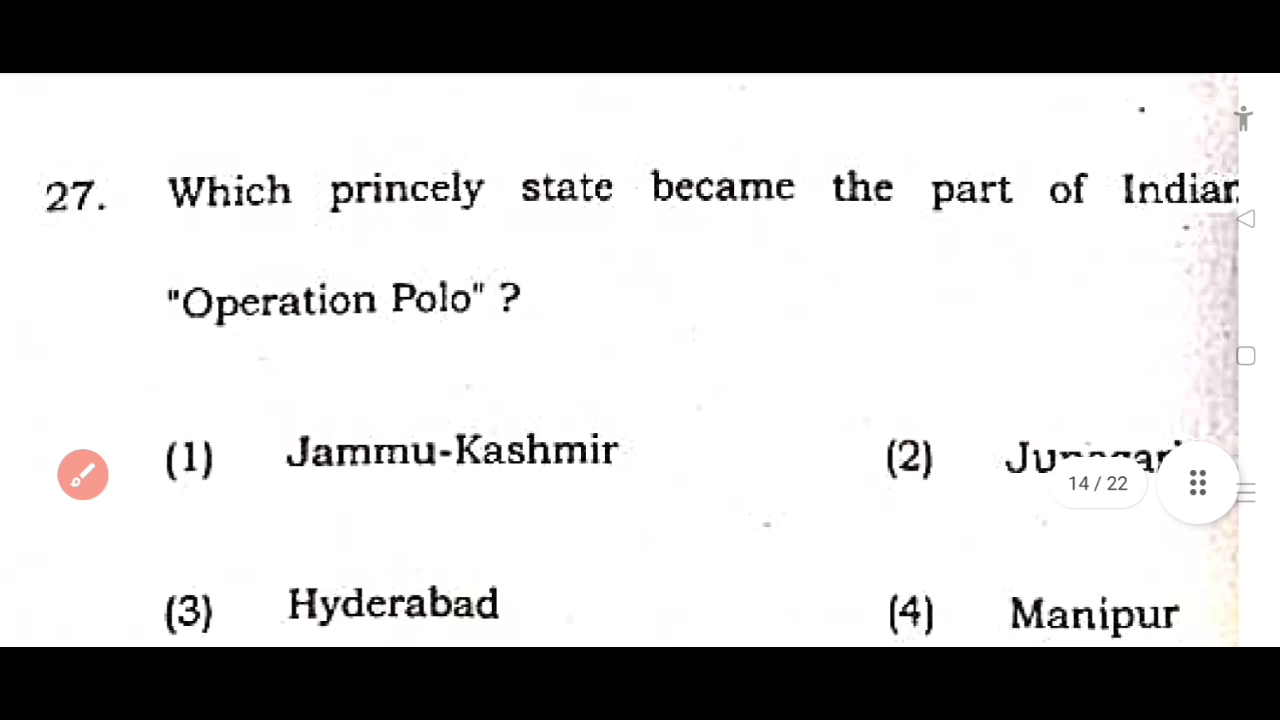 27. Which princely state became the part of Indian
"Operation Polo" ?
(1) Jammu-Kashmir (2)
14 / 22
(3) Hyderabad (4) Manipur